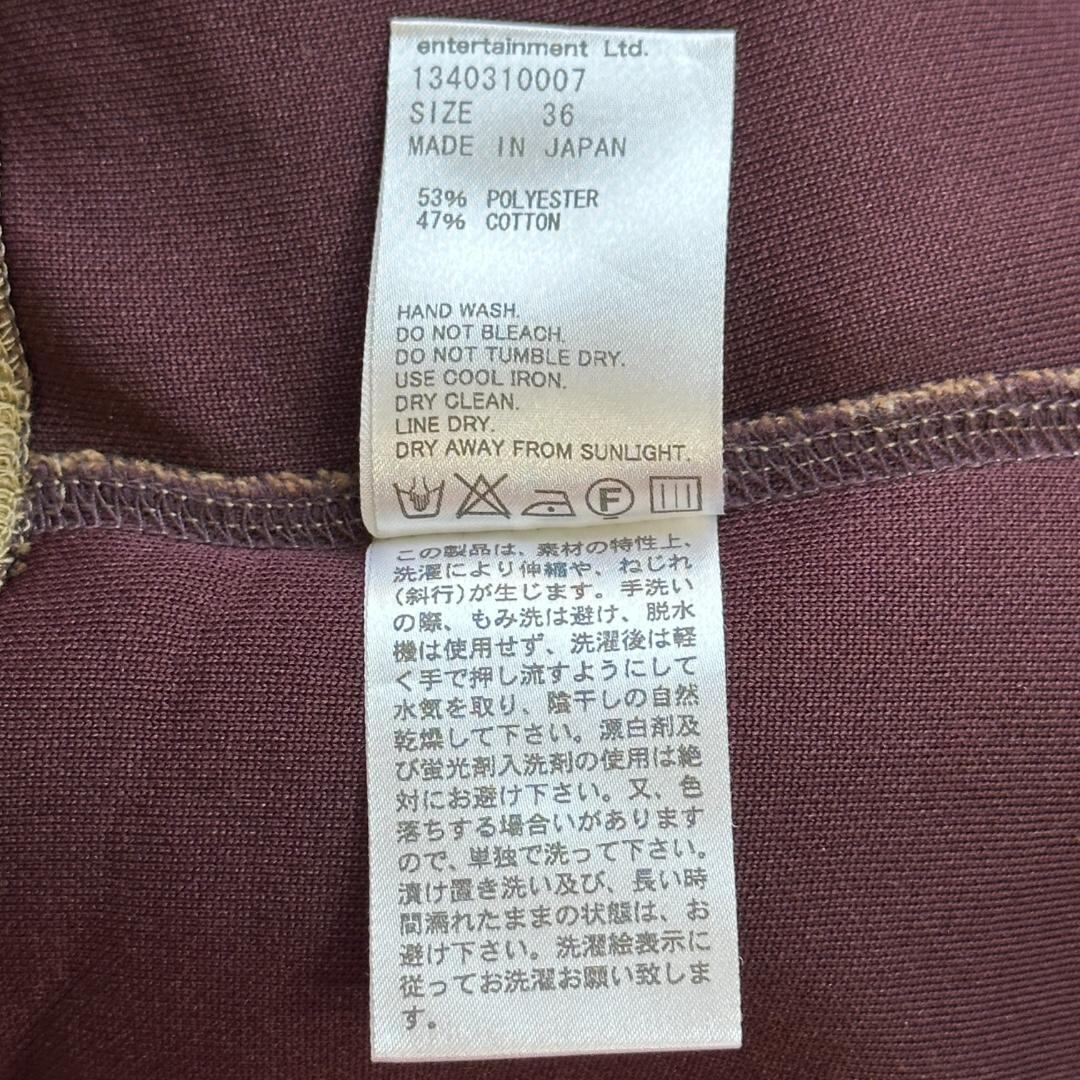 entertainment Ltd.
1340310007
SIZE 36
MADE IN JAPAN
53% POLYESTER
47% COTTON
HAND WASH.
DO NOT BLEACH.
DO NOT TUMBLE DRY.
USE COOL IRON.
DRY CLEAN.
LINE DRY.
DRY AWAY FROM SUNLIGHT.
F
この製品は、素材の特性上、
洗濯により伸縮や、ねじれ
(斜行)が生じます。手洗い
の際、もみ洗は避け、脱水
機は使用せず、洗濯後は軽
く手で押し流すようにして
水気を取り、陰干しの自然
乾燥して下さい。漂白剤及
び蛍光剤入洗剤の使用は絶
対にお避け下さい。又、色
落ちする場合いがあります
ので、単独で洗って下さい。
漬け置き洗い及び、長い時
間濡れたままの状態は、お
避け下さい。洗濯絵表示に
従ってお洗濯お願い致しま
す。